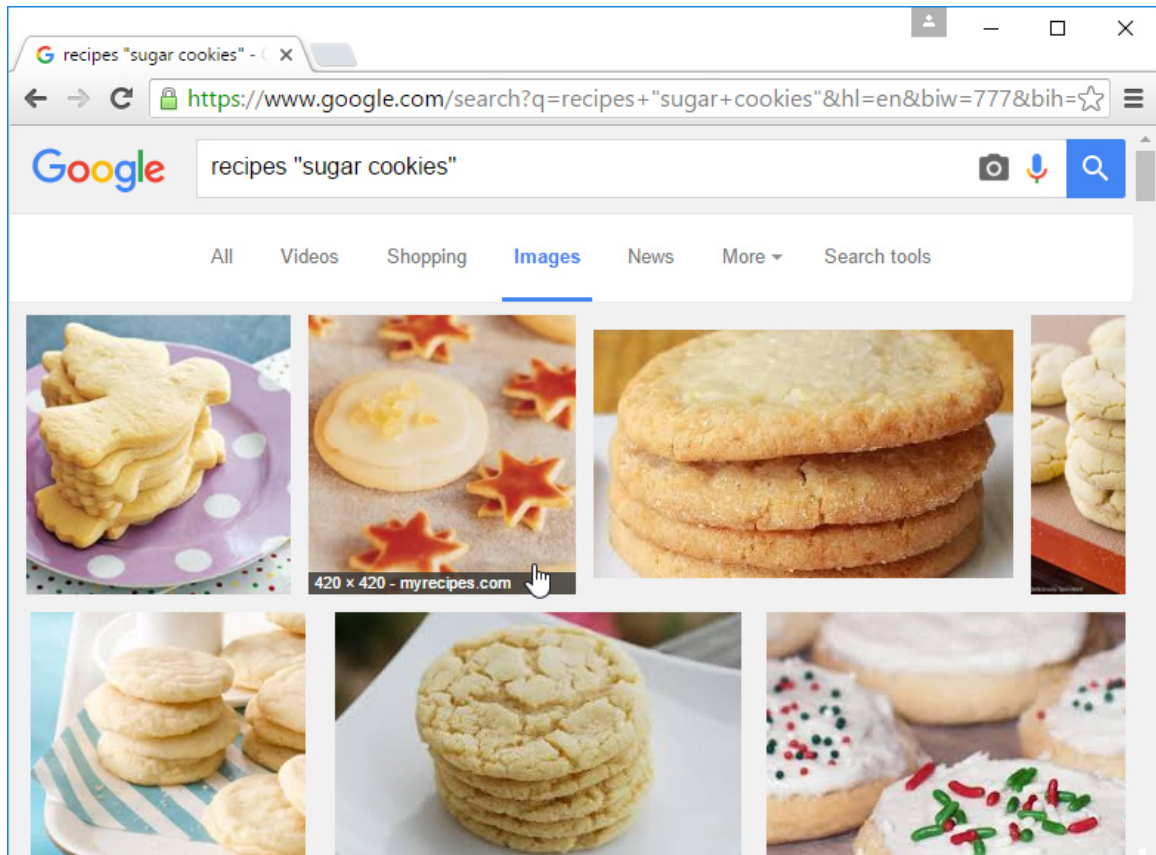 recipes "sugar cookies" -
https://www.google.com/search?q=recipes+"sugar+cookies"&hl=en&biw=777&bih=
Google
recipes "sugar cookies"
All Videos Shopping Images News More Search tools
420 × 420 - myrecipes.com